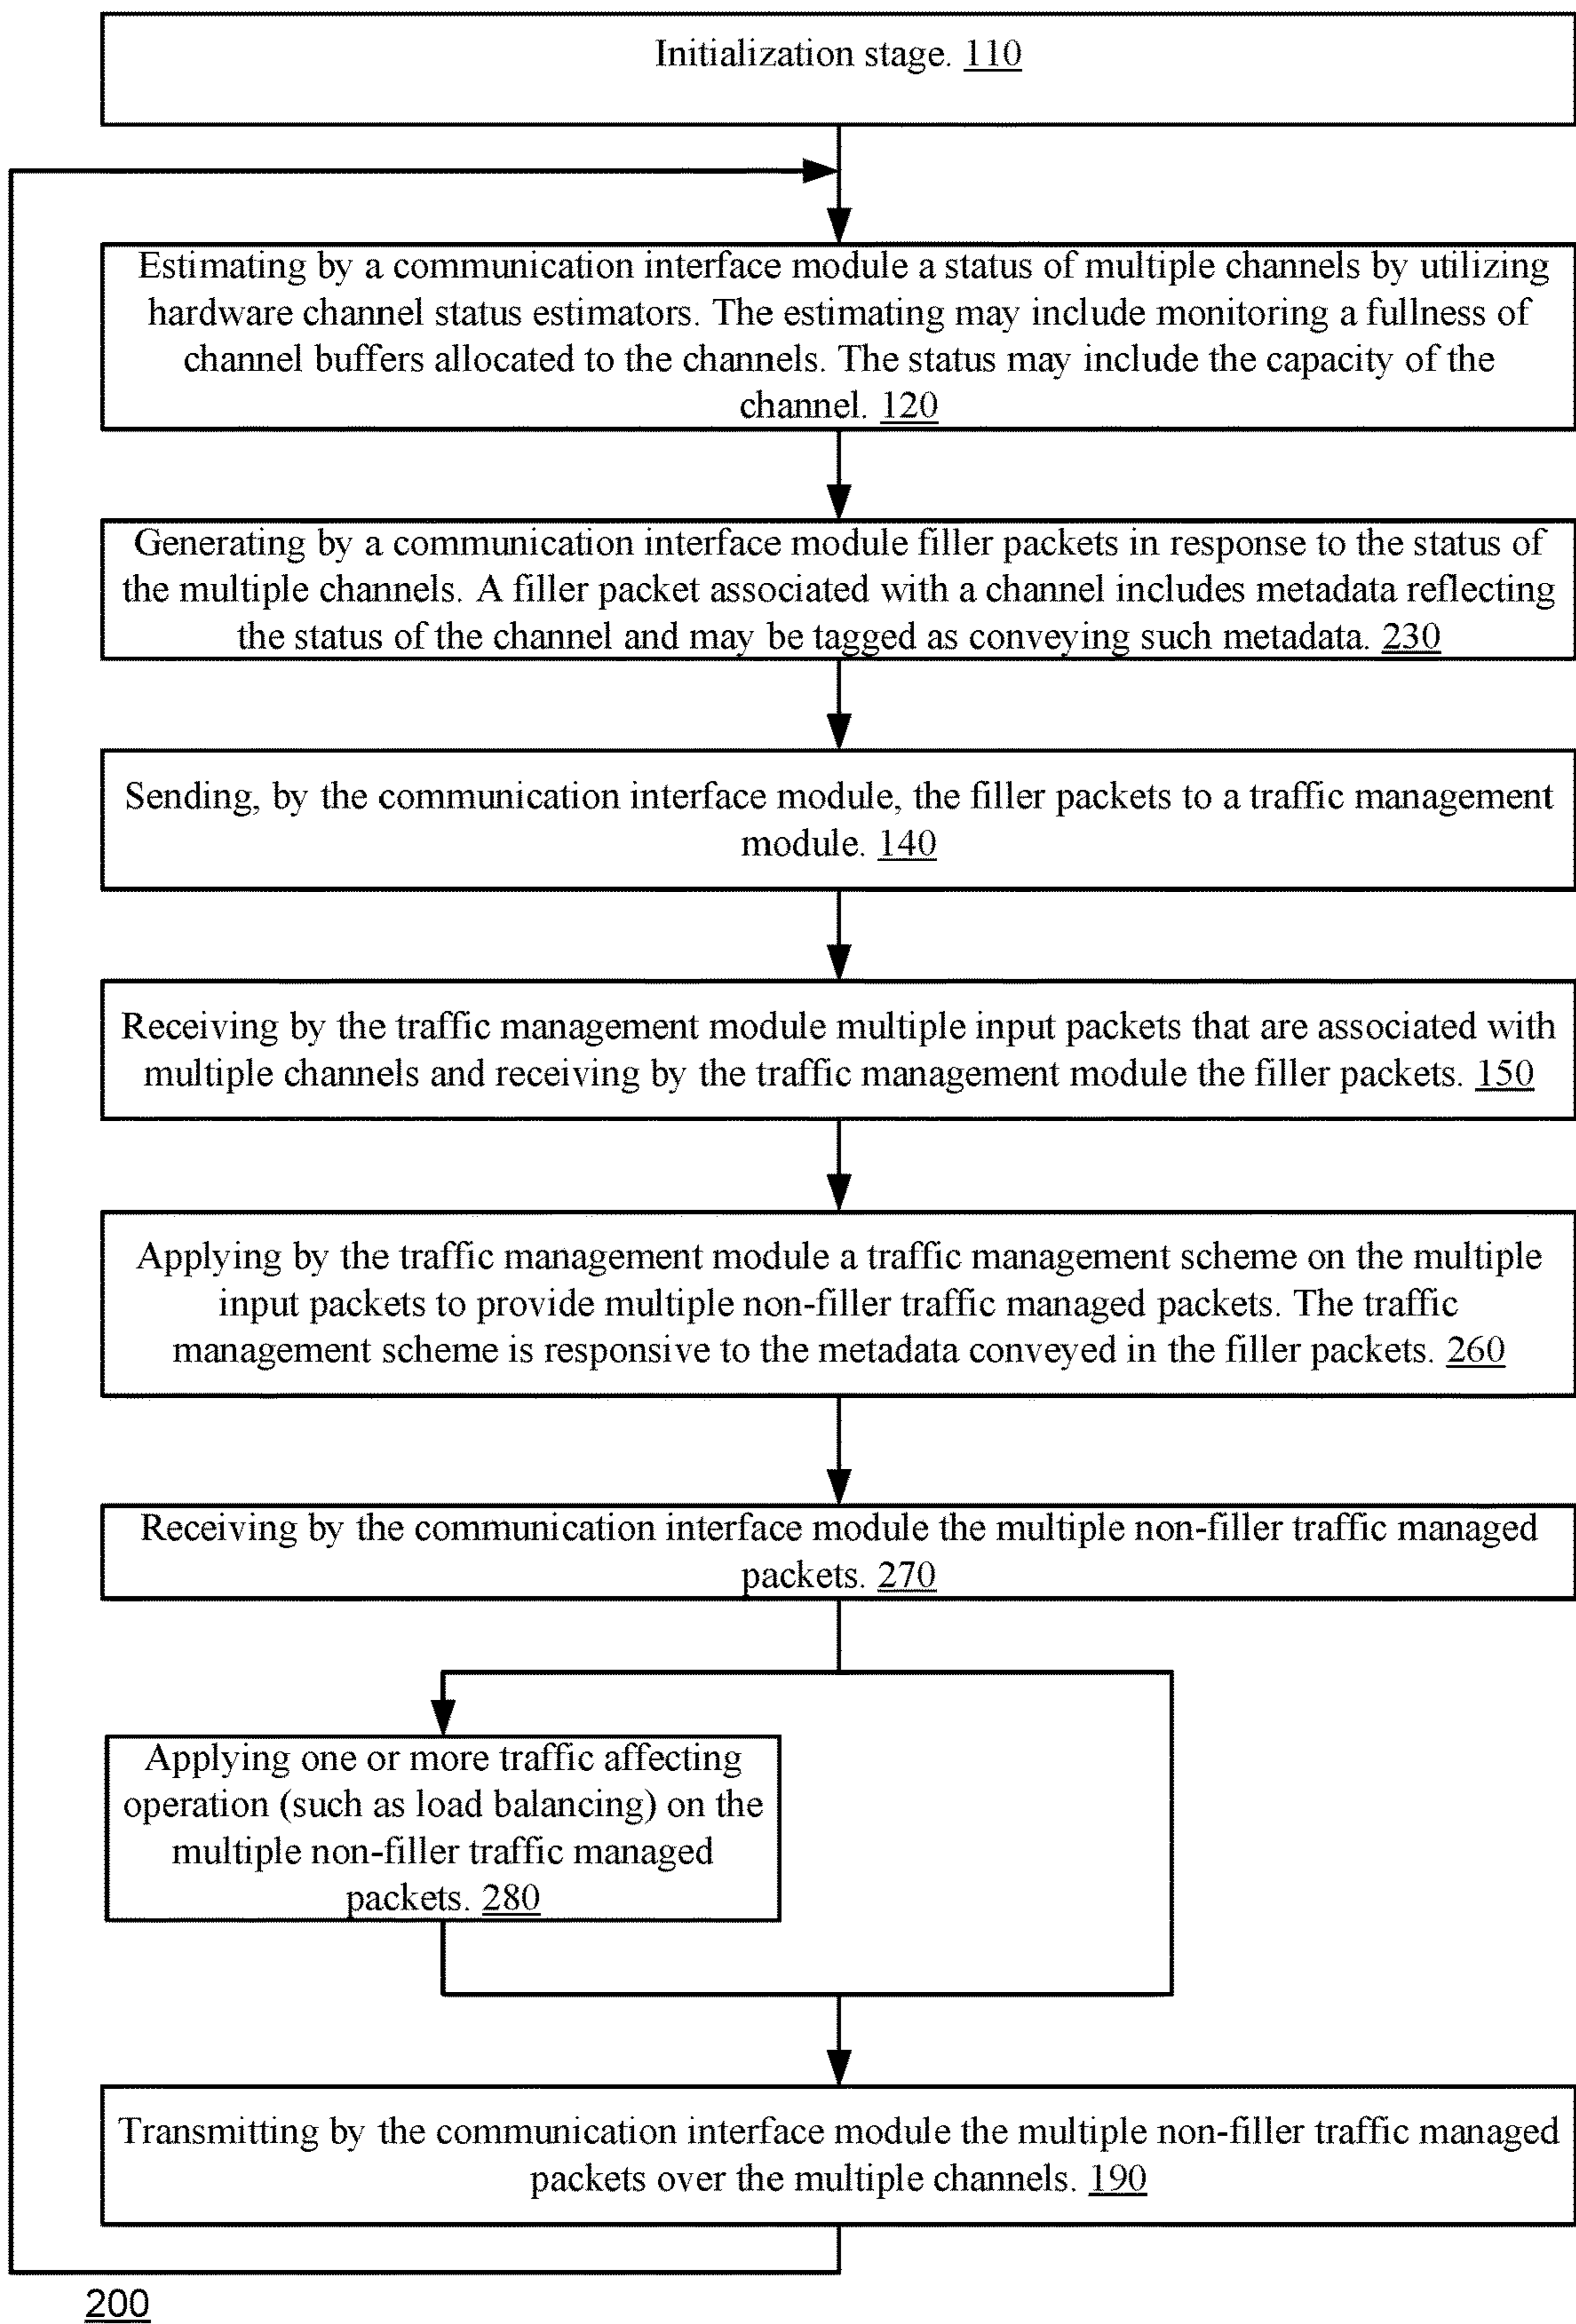 Initialization stage. 110
Estimating by a communication interface module a status of multiple channels by utilizing
hardware channel status estimators. The estimating may include monitoring a fullness of
channel buffers allocated to the channels. The status may include the capacity of the
channel. 120
Generating by a communication interface module filler packets in response to the status of
the multiple channels. A filler packet associated with a channel includes metadata reflecting
the status of the channel and may be tagged as conveying such metadata. 230
Sending, by the communication interface module, the filler packets to a traffic management
module. 140
Receiving by the traffic management module multiple input packets that are associated with
multiple channels and receiving by the traffic management module the filler packets. 150
Applying by the traffic management module a traffic management scheme on the multiple
input packets to provide multiple non-filler traffic managed packets. The traffic
management scheme is responsive to the metadata conveyed in the filler packets. 260
Receiving by the communication interface module the multiple non-filler traffic managed
packets. 270
Applying one or more traffic affecting
operation (such as load balancing) on the
multiple non-filler traffic managed
packets. 280
Transmitting by the communication interface module the multiple non-filler traffic managed
packets over the multiple channels. 190
200